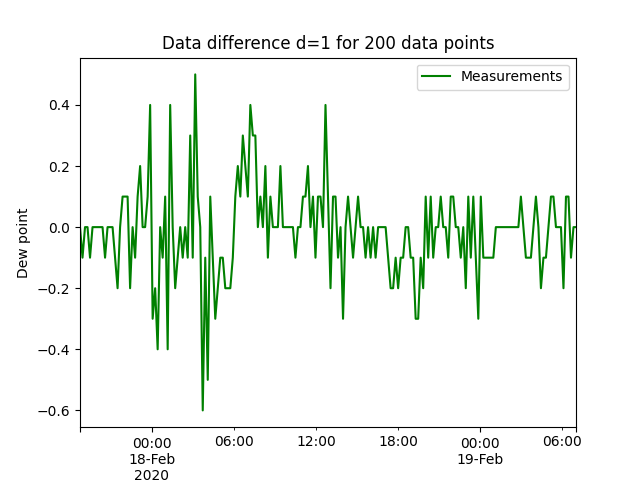 Data difference d=1 for 200 data points
Measurements
0.4
0.2
0.0
−0.2
−0.4
−0.6
Dew point
00:00 06:00 12:00 18:00 00:00 06:00
18-Feb 19-Feb
2020